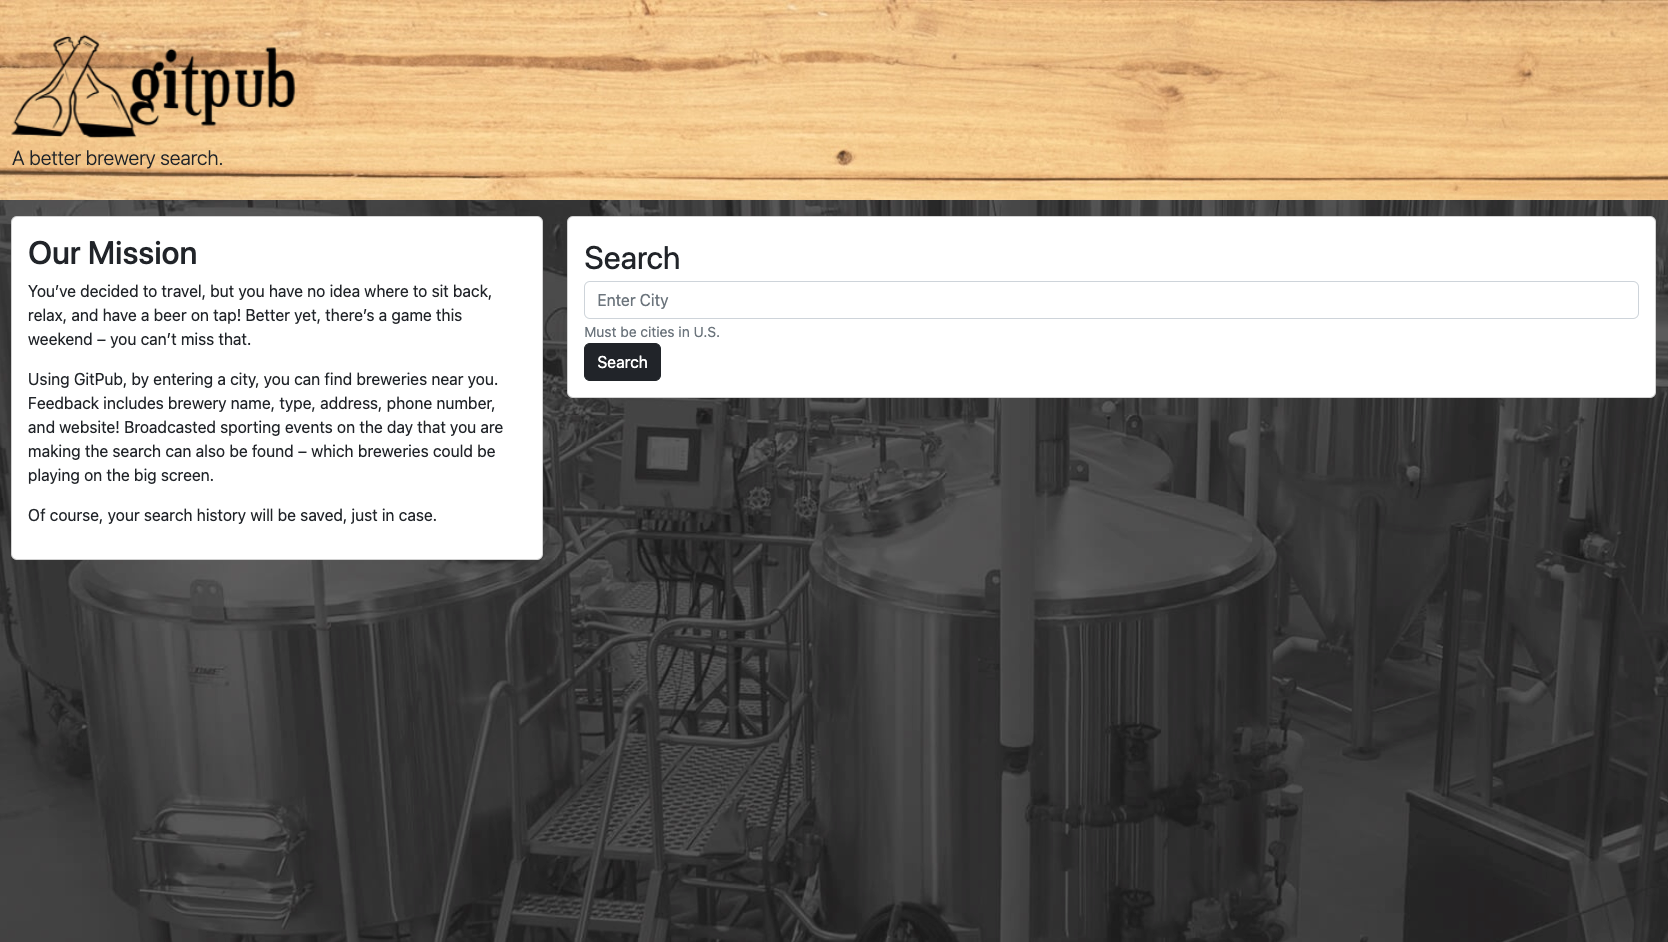 gitpub
A better brewery search.
Our Mission
You’ve decided to travel, but you have no idea where to sit back,
relax, and have a beer on tap! Better yet, there’s a game this
weekend – you can’t miss that.
Using GitPub, by entering a city, you can find breweries near you.
Feedback includes brewery name, type, address, phone number,
and website! Broadcasted sporting events on the day that you are
making the search can also be found – which breweries could be
playing on the big screen.
Of course, your search history will be saved, just in case.
Search
Enter City
Must be cities in U.S.
Search